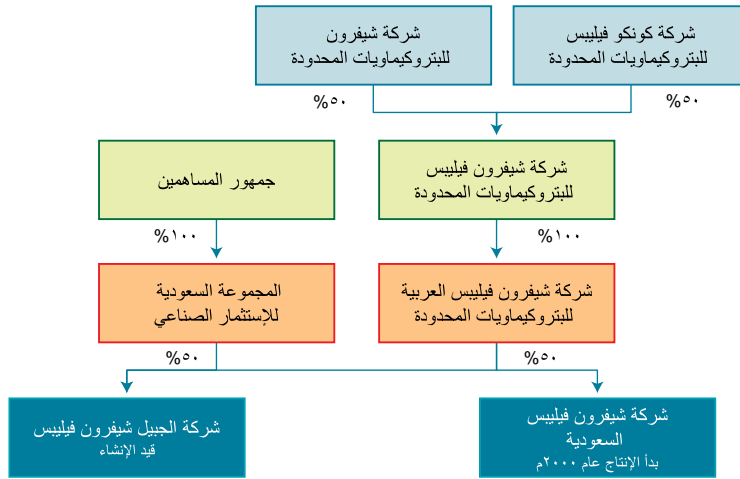 شركة كونكو فيليبس
للبتروكيماويات المحدودة
شركة شيفرون
للبتروكيماويات المحدودة
%٥٠
%٥٠
شركة شيفرون فيليبس
للبتروكيماويات المحدودة
جمهور المساهمين
%١٠٠
%١٠٠
شركة شيفرون فيليبس العربية
للبتروكيماويات المحدودة
المجموعة السعودية
للإستثمار الصناعي
%٥٠
%٥٠
شركة شيفرون فيليبس
السعودية
بدأ الإنتاج عام ٢٠٠٠م
شركة الجبيل شيفرون فيليبس
قيد الإنشاء